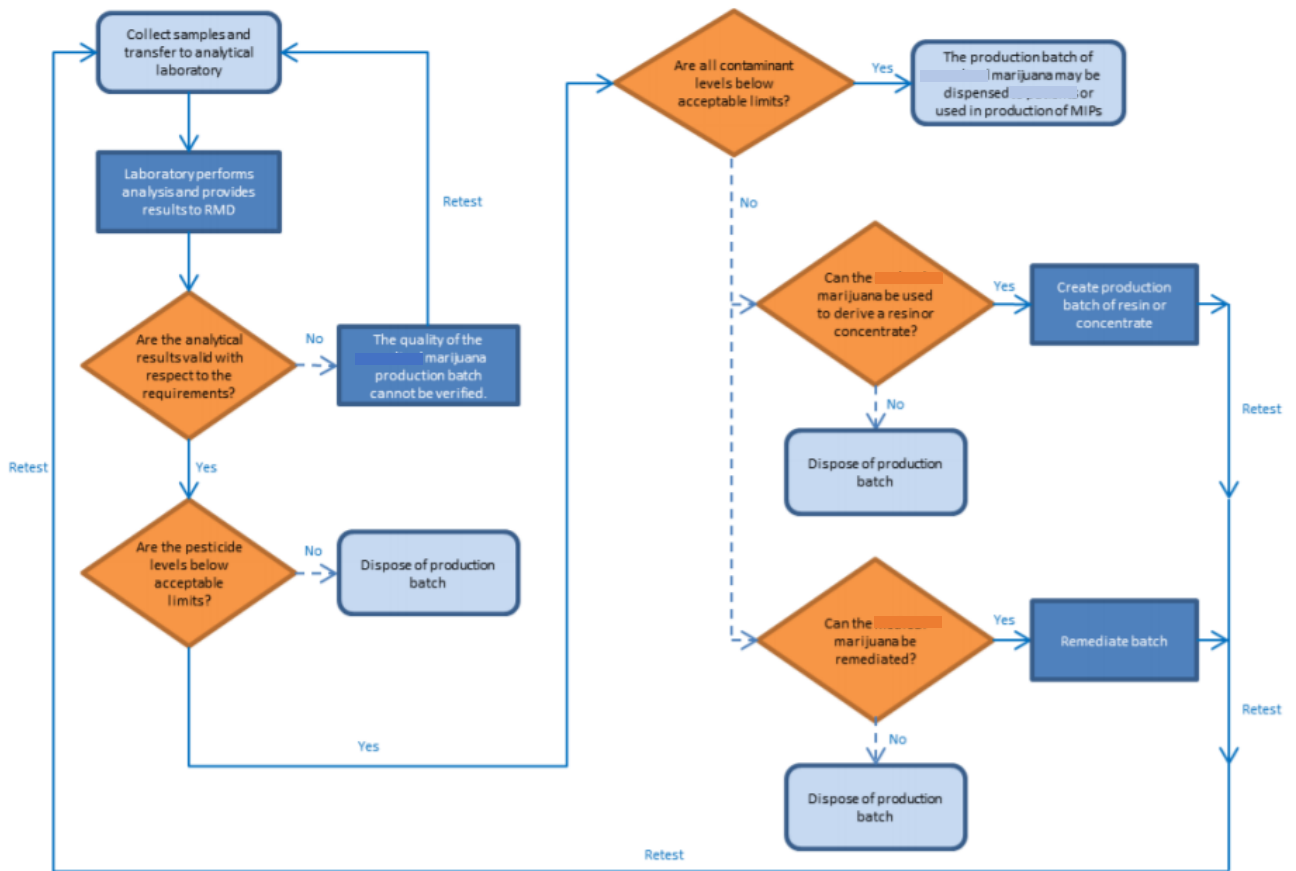 Collect samples and
transfer to analytical
laboratory
Laboratory performs
analysis and provides
results to RMD
Retest
Are the analytical
results valid with
respect to the
requirements?
No
The quality of the
marijuana
production batch
cannot be verified.
Retest
Yes
Are the pesticide
levels below
acceptable
limits?
No
Dispose of production
batch
Yes
Are all contaminant
levels below
acceptable limits?
Yes
The production batch of
marijuana may be
dispensed or
used in production of MIPs
No
Can the
marijuana be used
to derive a resin or
concentrate?
Yes
Create production
batch of resin or
concentrate
No
Retest
Dispose of production
batch
Can the
marijuana be
remediated?
Yes
Remediate batch
Retest
No
Dispose of production
batch
Retest